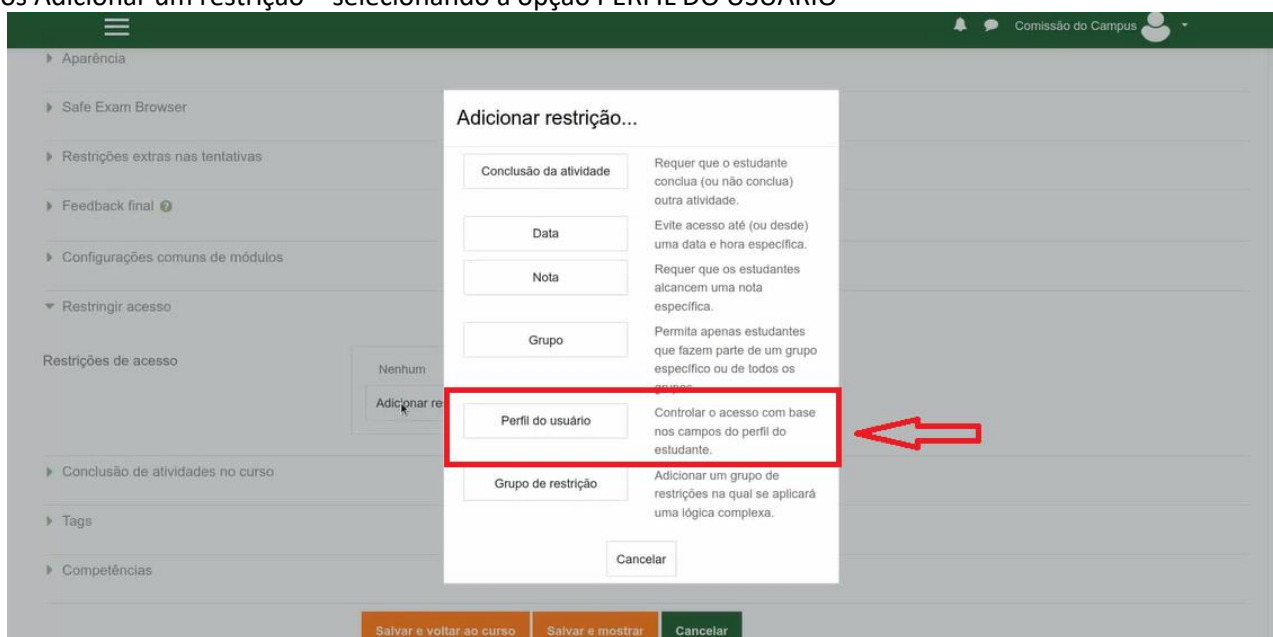 os Adicionar um restrição – selecionando a opção PERFIL DO USUÁRIO
Comissão do Campus
Aparência
Safe Exam Browser
Restrições extras nas tentativas
Feedback final
Configurações comuns de módulos
Restringir acesso
Restrições de acesso
Nenhum
Adicionar re
Conclusão de atividades no curso
Tags
Competências
Adicionar restrição...
Conclusão da atividade
Requer que o estudante
conclua (ou não conclua)
outra atividade.
Data
Evite acesso até (ou desde)
uma data e hora específica.
Nota
Requer que os estudantes
alcancem uma nota
específica.
Grupo
Permita apenas estudantes
que fazem parte de um grupo
específico ou de todos os
grupos.
Perfil do usuário
Controlar o acesso com base
nos campos do perfil do
estudante.
Grupo de restrição
Adicionar um grupo de
restrições na qual se aplicará
uma lógica complexa.
Cancelar
Salvar e voltar ao curso
Salvar e mostrar
Cancelar